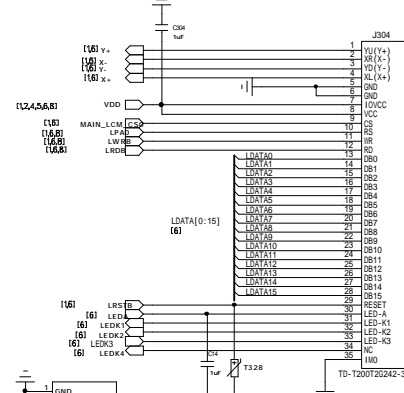 C304
1uF
J304
[1,6] Y+ 1 YU(Y+)
[1,6] X- 2 XR(X-)
[1,6] Y- 3 YD(Y-)
[1,6] X+ 4 XL(X+)
5 GND
6 GND
[1,2,4,5,6,8] VDD 7 IOVCC
8 VCC
[1,6] MAIN_LCM_CS0 9 CS
[1,6,8] LPA0 10 RS
[1,6,8] LWRB 11 WR
[1,6,8] LRDB 12 RD
LDATA0 13 DB0
LDATA1 14 DB1
LDATA2 15 DB2
LDATA3 16 DB3
LDATA4 17 DB4
LDATA5 18 DB5
LDATA6 19 DB6
LDATA[0:15] LDATA7 20 DB7
[6] LDATA8 21 DB8
LDATA9 22 DB9
LDATA10 23 DB10
LDATA11 24 DB11
LDATA12 25 DB12
LDATA13 26 DB13
LDATA14 27 DB14
LDATA15 28 DB15
[1,6] LRSTB 29 RESET
[6] LEDA 30 LED-A
[6] LEDK1 31 LED-K1
[6] LEDK2 32 LED-K2
[6] LEDK3 33 LED-K3
[6] LEDK4 34 NC
35 IM0
C14
1uF
T328
TD-T200T2G242-3
1 GND